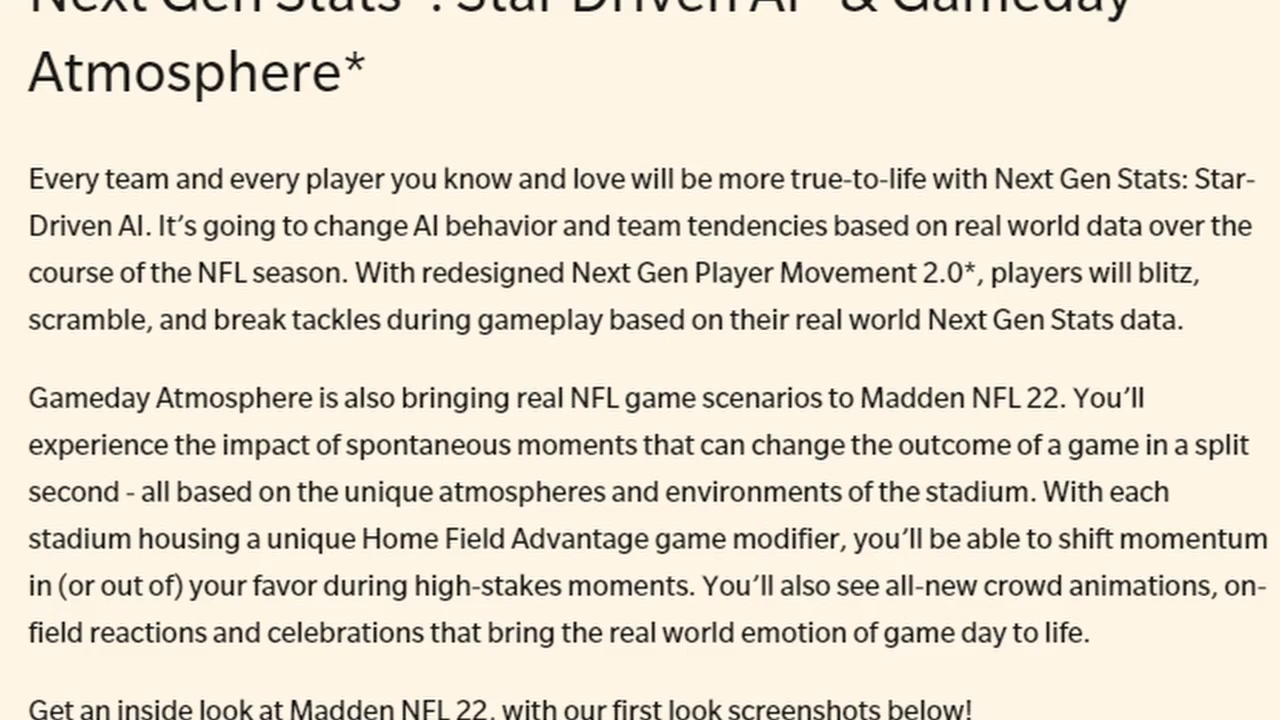 Next Gen Stats*: Star-Driven AI* & Gameday
Atmosphere*
Every team and every player you know and love will be more true-to-life with Next Gen Stats: Star-
Driven AI. It’s going to change AI behavior and team tendencies based on real world data over the
course of the NFL season. With redesigned Next Gen Player Movement 2.0*, players will blitz,
scramble, and break tackles during gameplay based on their real world Next Gen Stats data.
Gameday Atmosphere is also bringing real NFL game scenarios to Madden NFL 22. You’ll
experience the impact of spontaneous moments that can change the outcome of a game in a split
second - all based on the unique atmospheres and environments of the stadium. With each
stadium housing a unique Home Field Advantage game modifier, you’ll be able to shift momentum
in (or out of) your favor during high-stakes moments. You’ll also see all-new crowd animations, on-
field reactions and celebrations that bring the real world emotion of game day to life.
Get an inside look at Madden NFL 22, with our first look screenshots below!